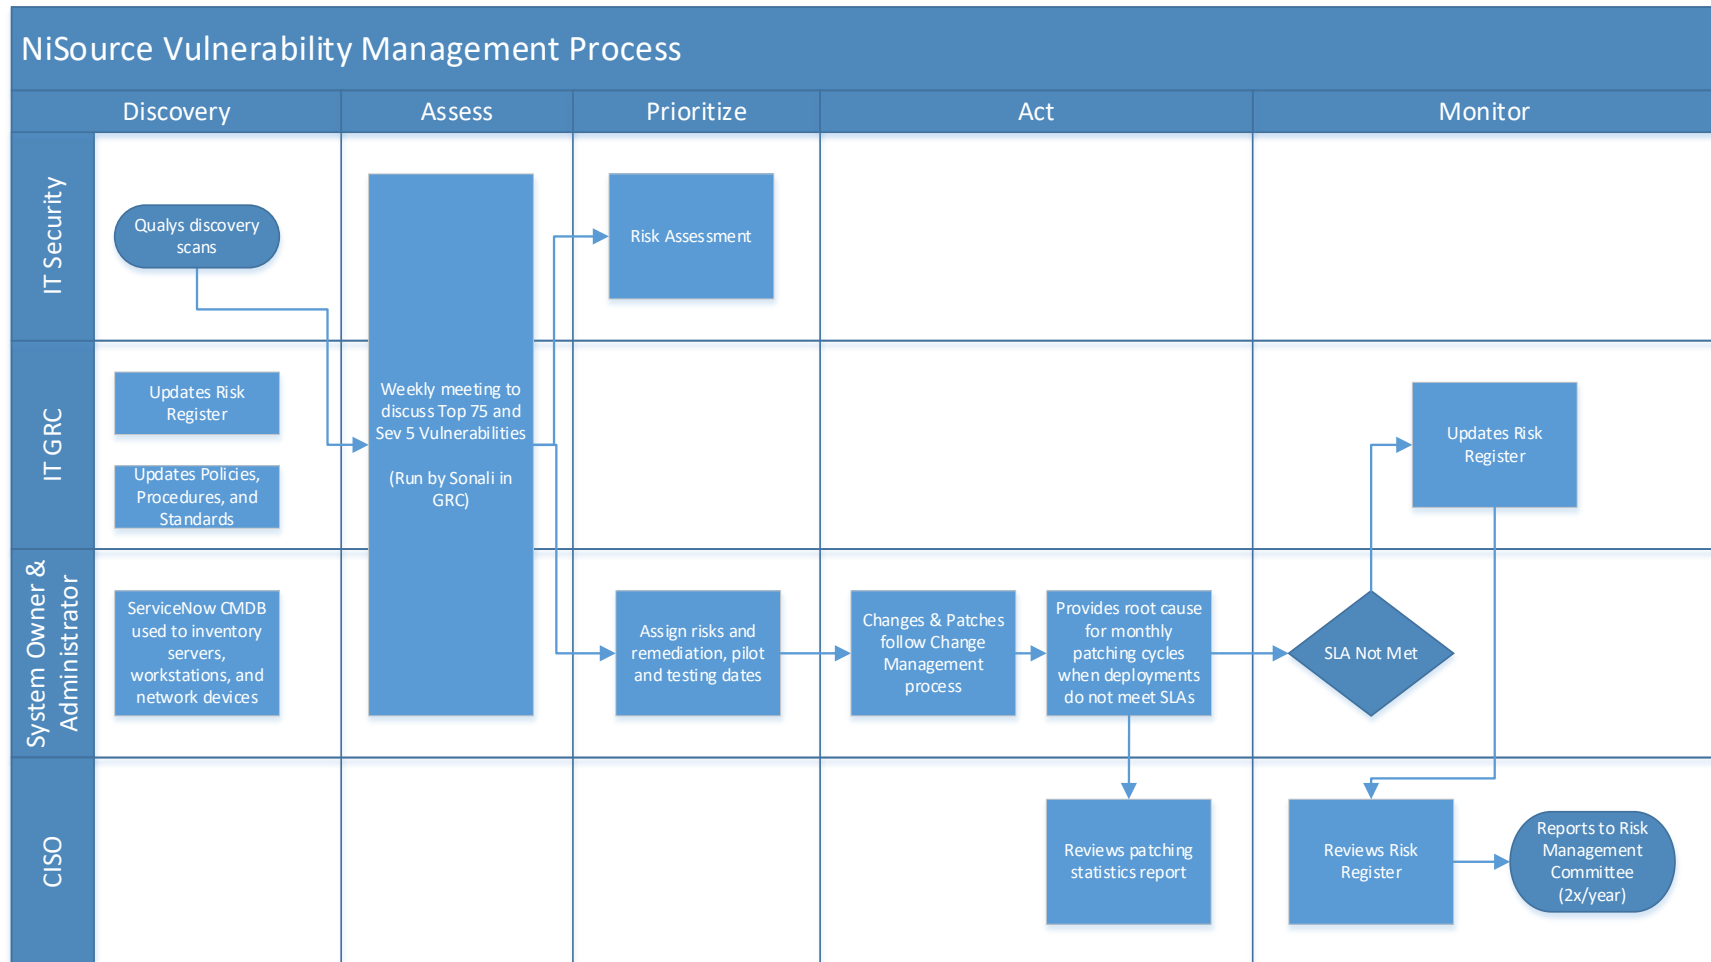 NiSource Vulnerability Management Process
Discovery
Assess
Prioritize
Act
Monitor
IT Security
Qualys discovery
scans
Risk Assessment
IT GRC
Updates Risk
Register
Updates Policies,
Procedures, and
Standards
Weekly meeting to
discuss Top 75 and
Sev 5 Vulnerabilities
(Run by Sonali in
GRC)
Updates Risk
Register
System Owner &
Administrator
ServiceNow CMDB
used to inventory
servers,
workstations, and
network devices
Assign risks and
remediation, pilot
and testing dates
Changes & Patches
follow Change
Management
process
Provides root cause
for monthly
patching cycles
when deployments
do not meet SLAs
SLA Not Met
CISO
Reviews patching
statistics report
Reviews Risk
Register
Reports to Risk
Management
Committee
(2x/year)